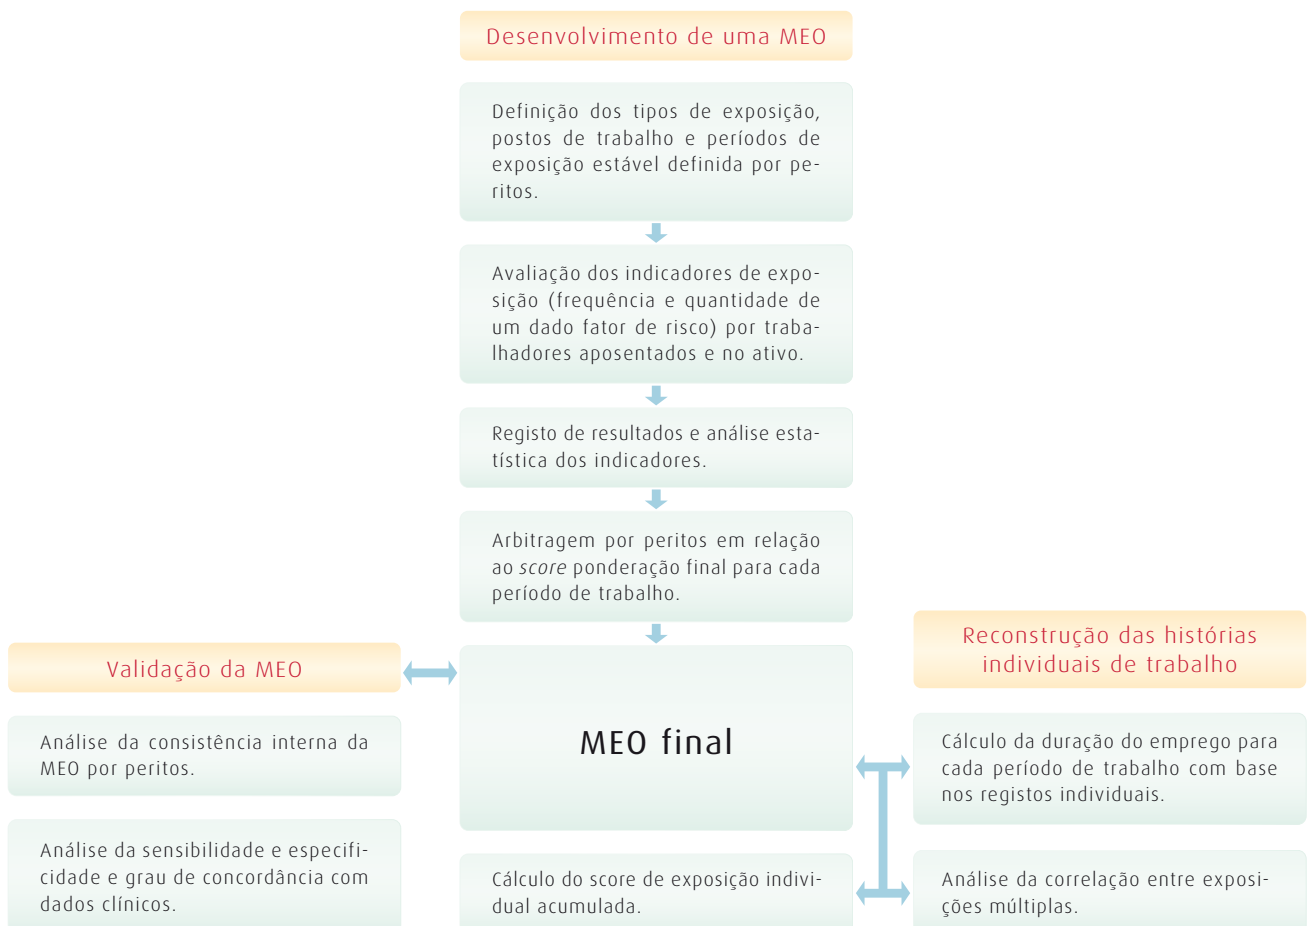 Desenvolvimento de uma MEO
Definição dos tipos de exposição,
postos de trabalho e períodos de
exposição estável definida por pe-
ritos.
Avaliação dos indicadores de expo-
sição (frequência e quantidade de
um dado fator de risco) por traba-
lhadores aposentados e no ativo.
Registo de resultados e análise esta-
tística dos indicadores.
Arbitragem por peritos em relação
ao score ponderação final para cada
período de trabalho.
Validação da MEO
Análise da consistência interna da
MEO por peritos.
Análise da sensibilidade e especifi-
cidade e grau de concordância com
dados clínicos.
MEO final
Cálculo do score de exposição indivi-
dual acumulada.
Reconstrução das histórias
individuais de trabalho
Cálculo da duração do emprego para
cada período de trabalho com base
nos registos individuais.
Análise da correlação entre exposi-
ções múltiplas.